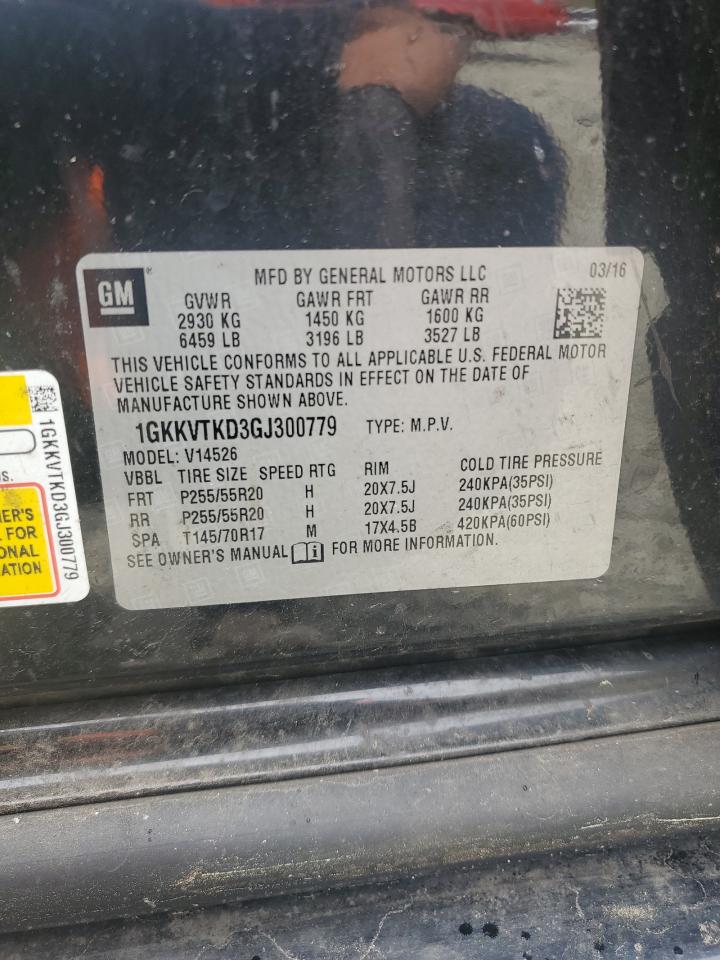 GM
MFD BY GENERAL MOTORS LLC 03/16
GVWR GAWR FRT GAWR RR
2930 KG 1450 KG 1600 KG
6459 LB 3196 LB 3527 LB
THIS VEHICLE CONFORMS TO ALL APPLICABLE U.S. FEDERAL MOTOR
VEHICLE SAFETY STANDARDS IN EFFECT ON THE DATE OF
MANUFACTURE SHOWN ABOVE.
1GKKVTKD3GJ300779 TYPE: M.P.V.
MODEL: V14526
VBBL TIRE SIZE SPEED RTG RIM COLD TIRE PRESSURE
FRT P255/55R20 H 20X7.5J 240KPA(35PSI)
RR P255/55R20 H 20X7.5J 240KPA(35PSI)
SPA T145/70R17 M 17X4.5B 420KPA(60PSI)
SEE OWNER'S MANUAL FOR MORE INFORMATION.
1GKKVTKD3GJ300779
S.
ER'S
FOR
ONAL
ATION